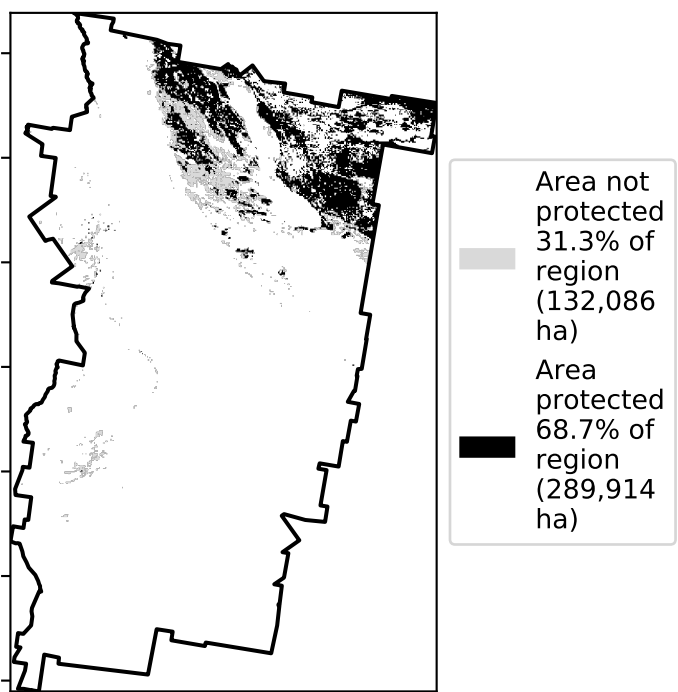 Area not
protected
31.3% of
region
(132,086
ha)
Area
protected
68.7% of
region
(289,914
ha)